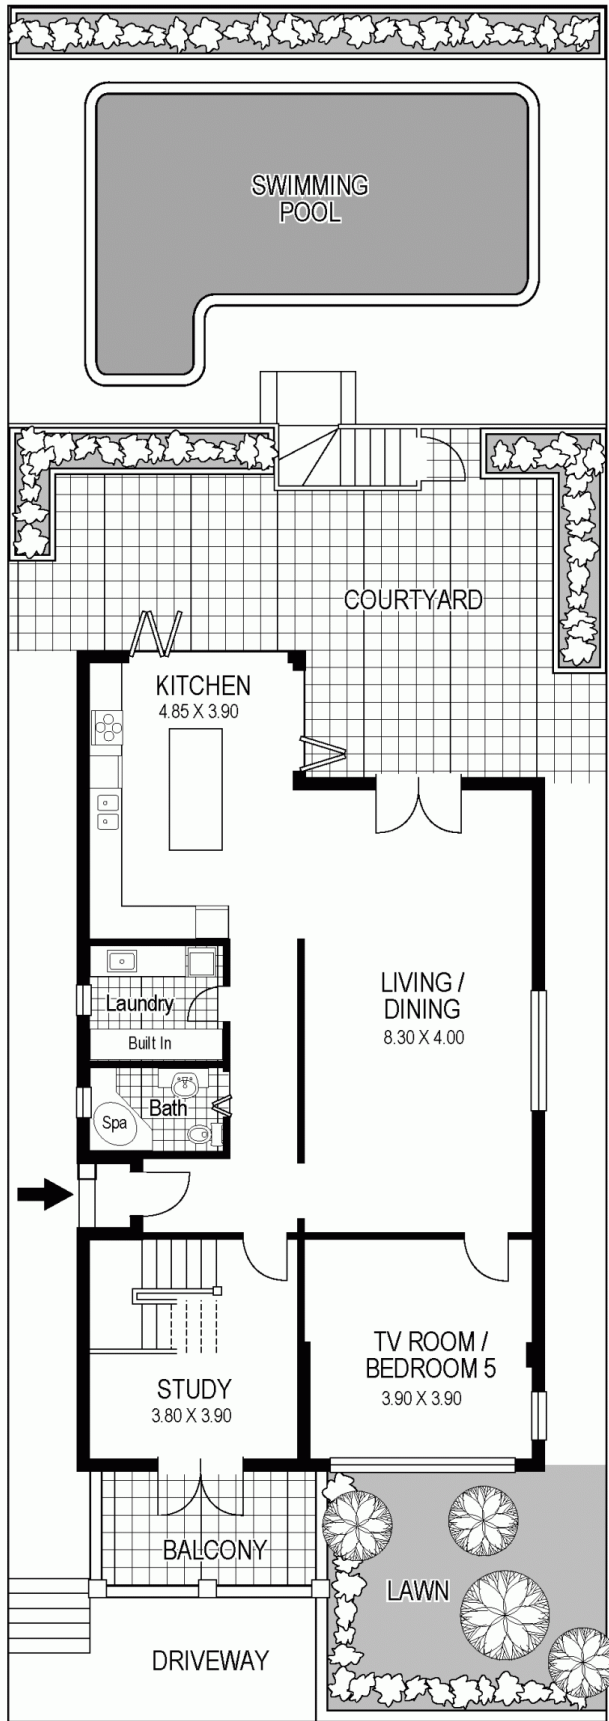 SWIMMING
POOL
COURTYARD
KITCHEN
4.85 X 3.90
LIVING /
DINING
8.30 X 4.00
Laundry
Built In
Bath
Spa
TV ROOM /
BEDROOM 5
3.90 X 3.90
STUDY
3.80 X 3.90
BALCONY
LAWN
DRIVEWAY